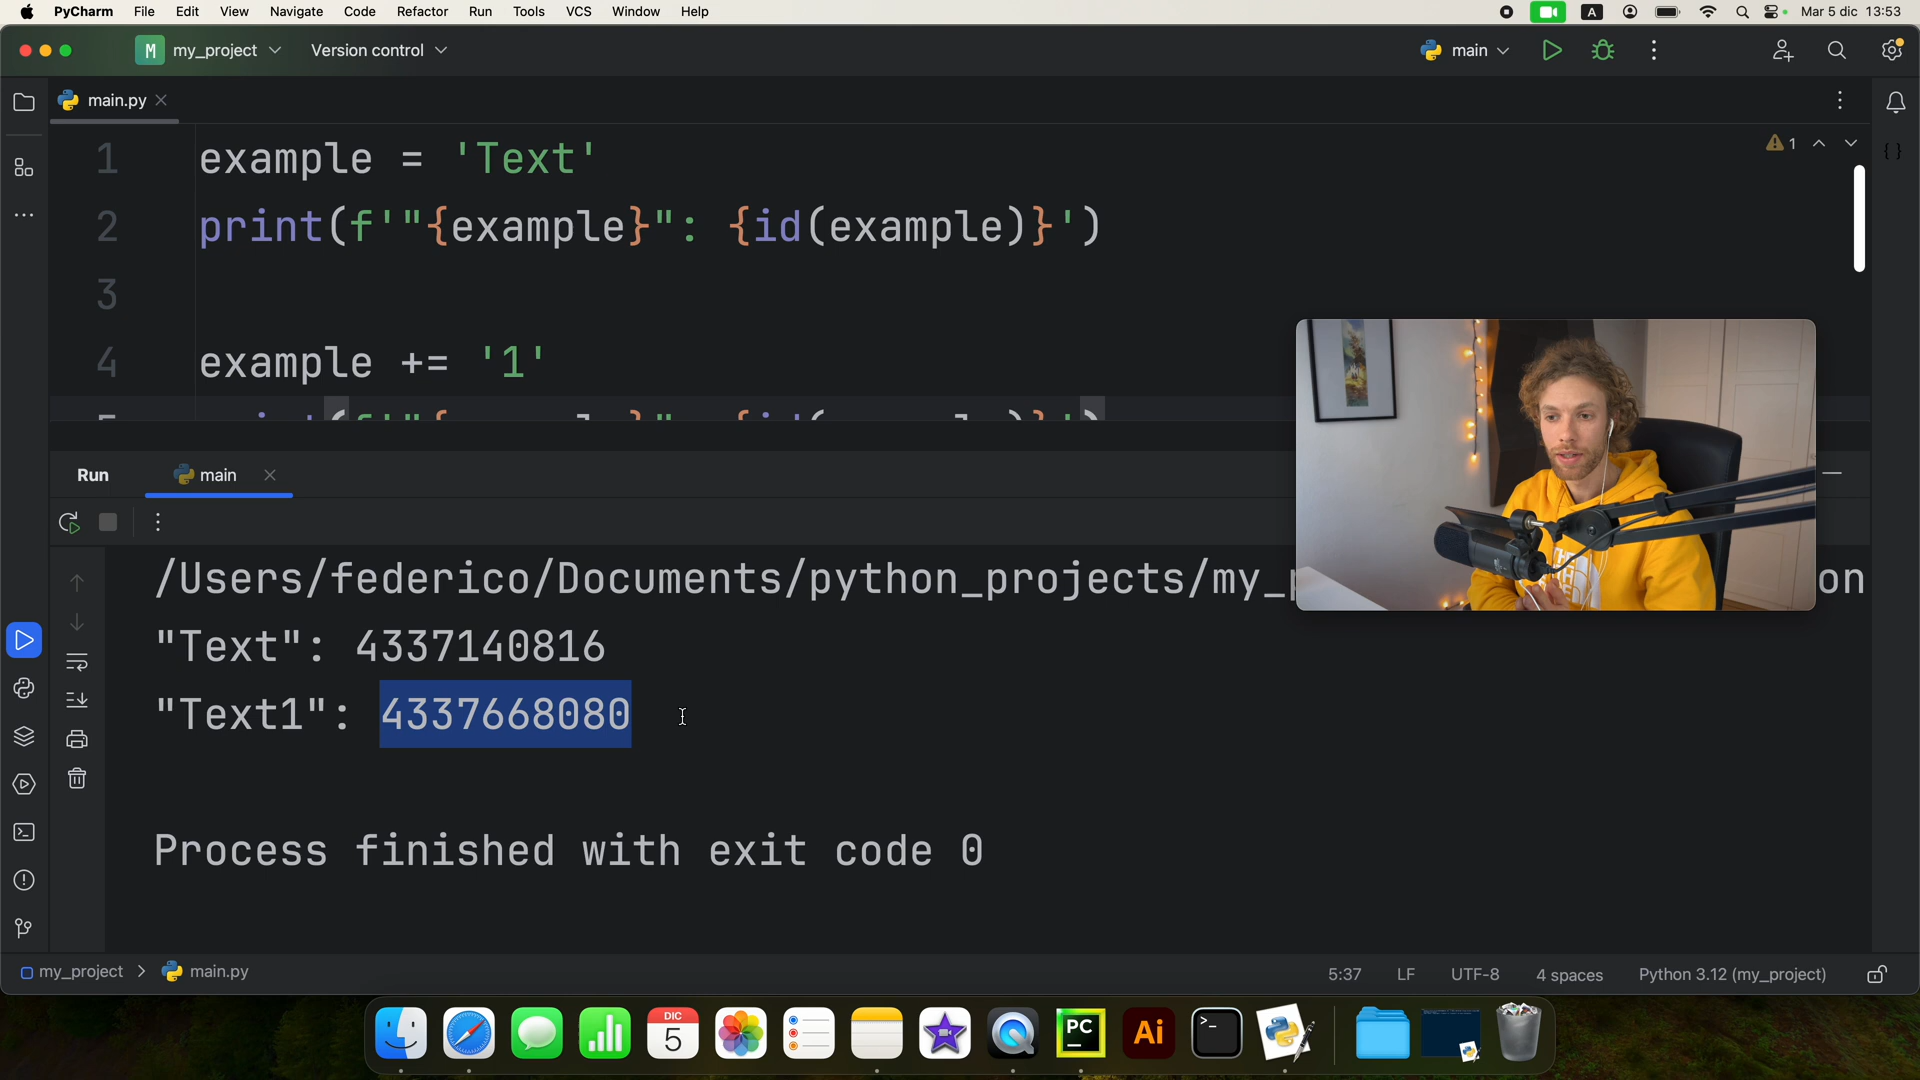 PyCharm File Edit View Navigate Code Refactor Run Tools VCS Window Help A Mar 5 dic 13:53
M my_project Version control main
main.py
1 example = 'Text' 1
2 print(f'"{example}": {id(example)}')
3
4 example += '1'
Run main
/Users/federico/Documents/python_projects/my_p on
"Text": 4337140816
"Text1": 4337668080
Process finished with exit code 0
my_project > main.py 5:37 LF UTF-8 4 spaces Python 3.12 (my_project)
DIC
5
PC
Ai